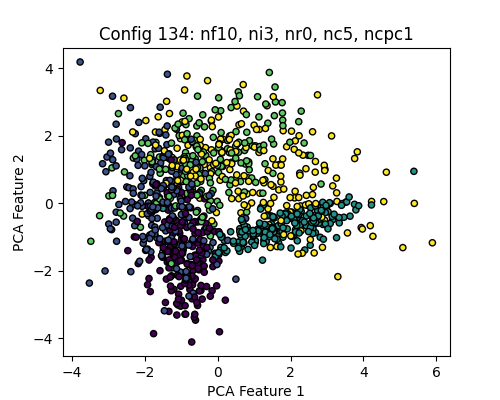 Config 134: nf10, ni3, nr0, nc5, ncpc1
PCA Feature 2
4
2
0
−2
−4
−4 −2 0 2 4 6
PCA Feature 1